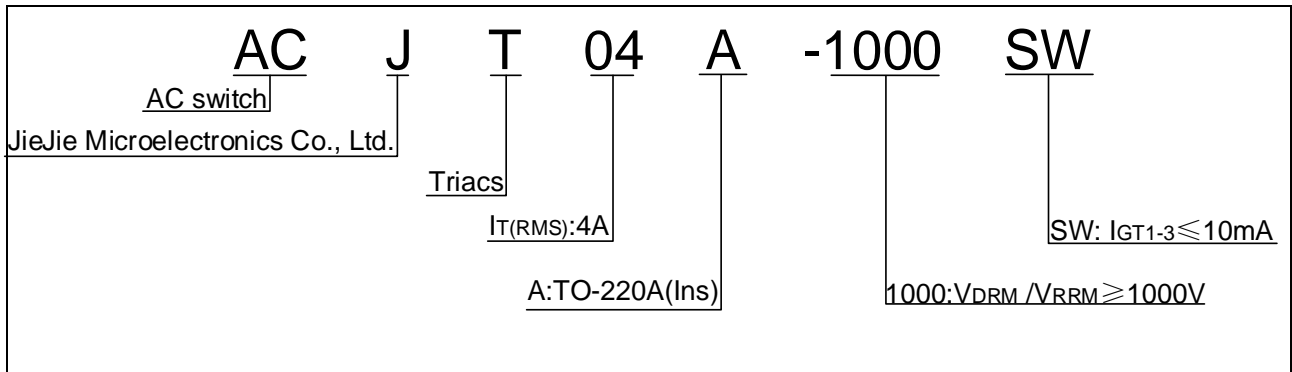 AC J T 04 A -1000 SW
AC switch
JieJie Microelectronics Co., Ltd.
Triacs
IT(RMS):4A
SW: IGT1-3≤10mA
A:TO-220A(Ins)
1000:VDRM /VRRM≥1000V